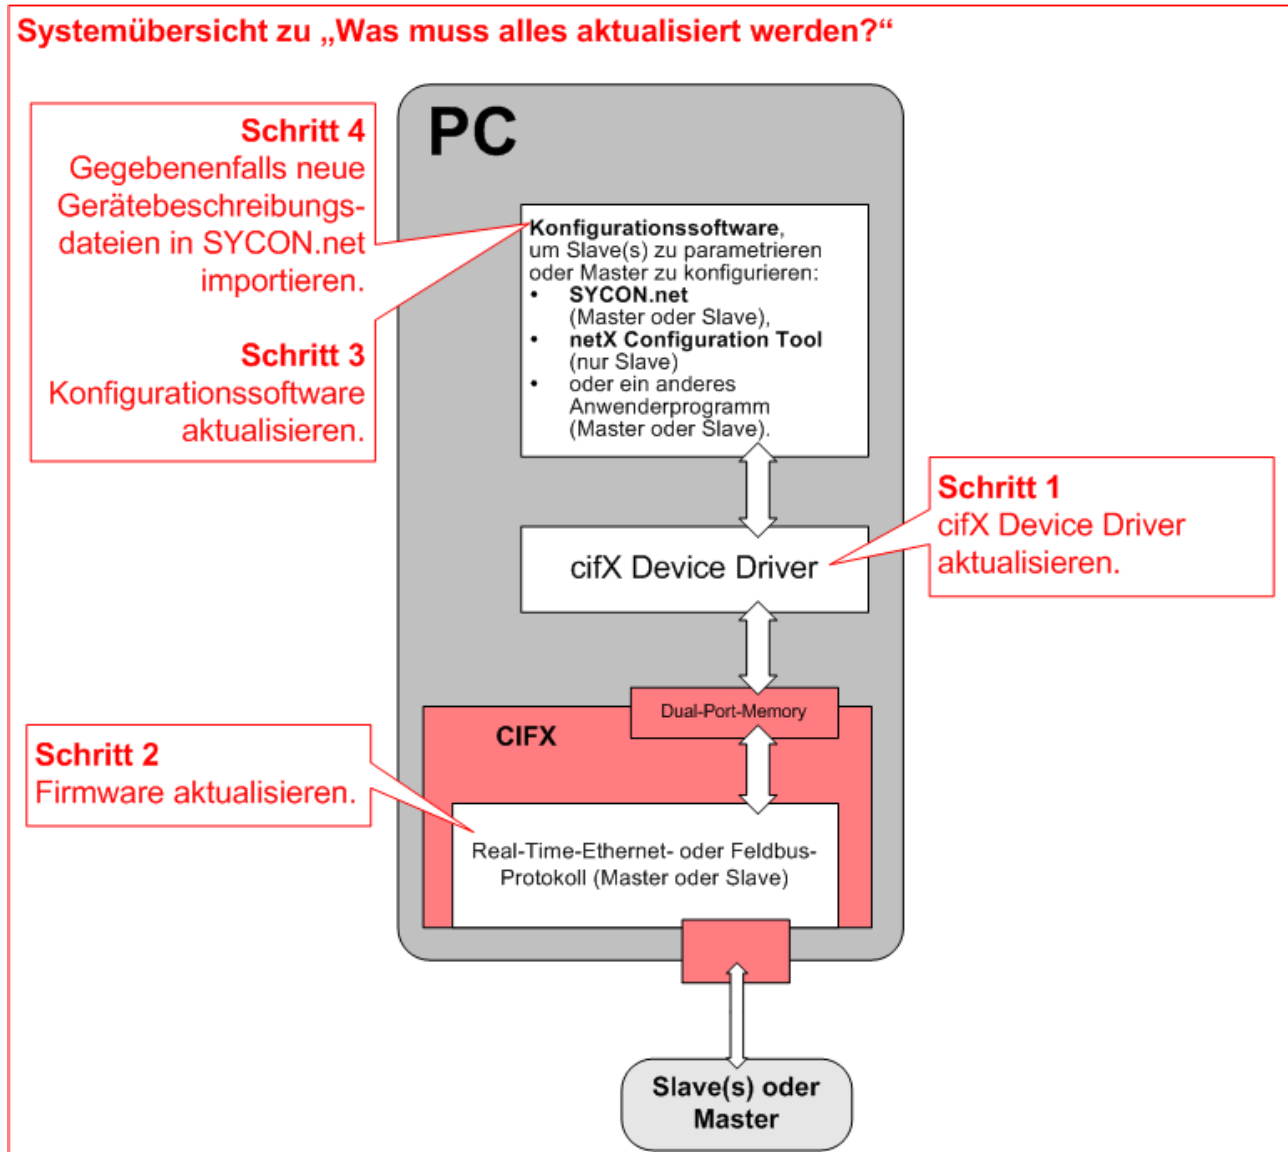 Systemübersicht zu „Was muss alles aktualisiert werden?“
PC
Schritt 4
Gegebenenfalls neue
Gerätebeschreibungs-
dateien in SYCON.net
importieren.
Schritt 3
Konfigurationssoftware
aktualisieren.
Konfigurationssoftware,
um Slave(s) zu parametrieren
oder Master zu konfigurieren:
• SYCON.net
(Master oder Slave),
• netX Configuration Tool
(nur Slave)
• oder ein anderes
Anwenderprogramm
(Master oder Slave).
Schritt 1
cifX Device Driver
aktualisieren.
cifX Device Driver
Dual-Port-Memory
CIFX
Schritt 2
Firmware aktualisieren.
Real-Time-Ethernet- oder Feldbus-
Protokoll (Master oder Slave)
Slave(s) oder
Master